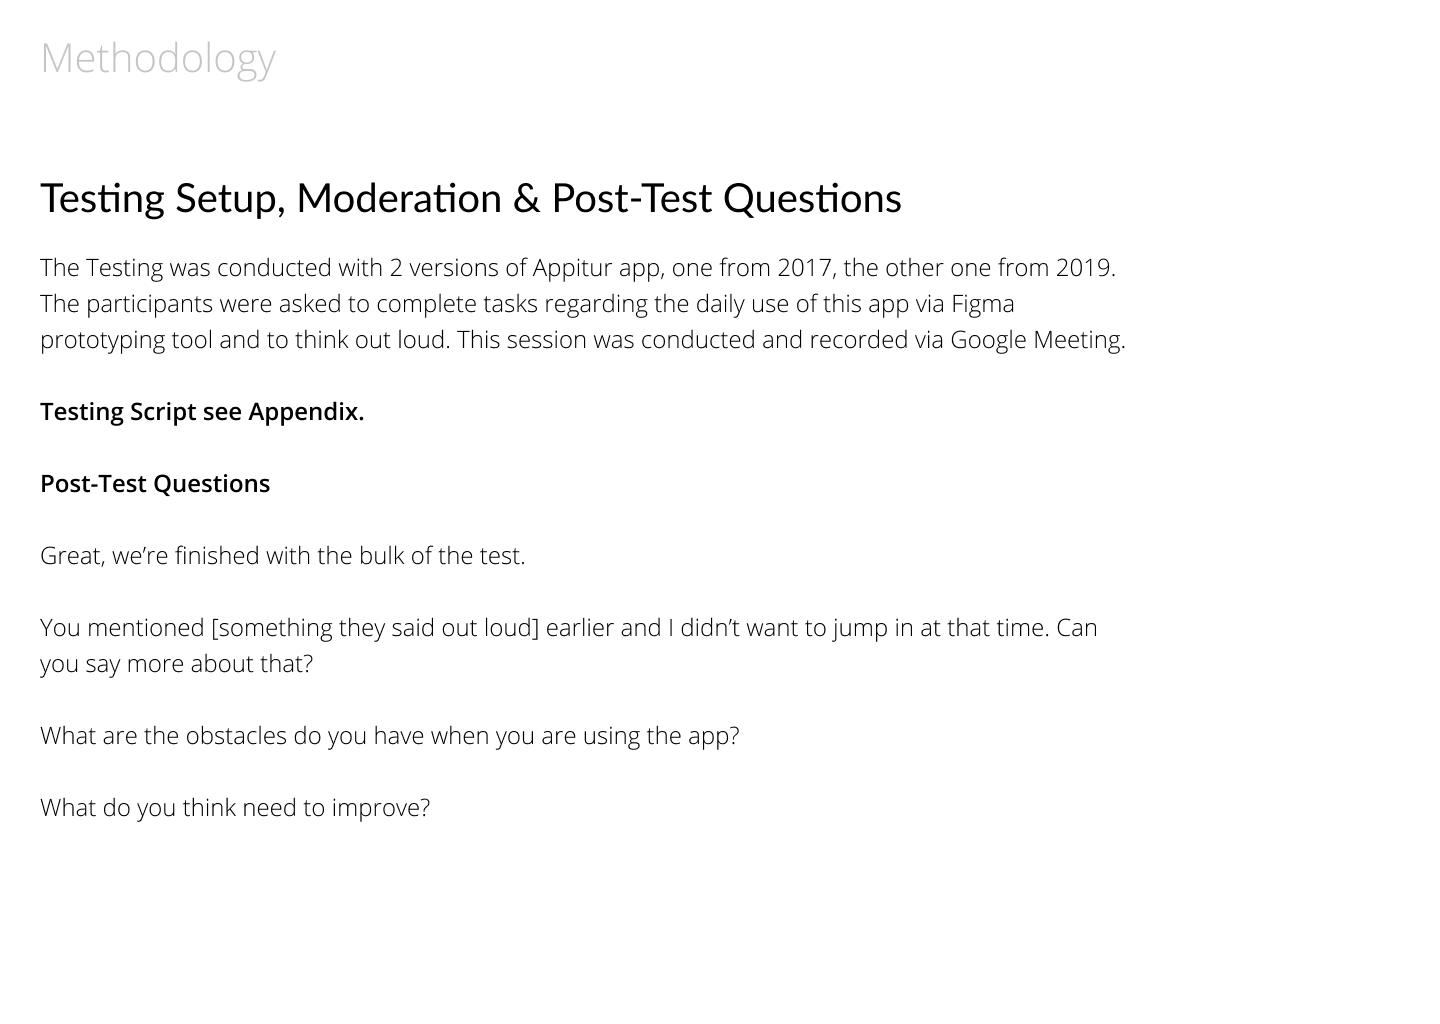 Methodology
Testing Setup, Moderation & Post-Test Questions
The Testing was conducted with 2 versions of Appitur app, one from 2017, the other one from 2019.
The participants were asked to complete tasks regarding the daily use of this app via Figma
prototyping tool and to think out loud. This session was conducted and recorded via Google Meeting.
Testing Script see Appendix.
Post-Test Questions
Great, we’re finished with the bulk of the test.
You mentioned [something they said out loud] earlier and I didn’t want to jump in at that time. Can
you say more about that?
What are the obstacles do you have when you are using the app?
What do you think need to improve?